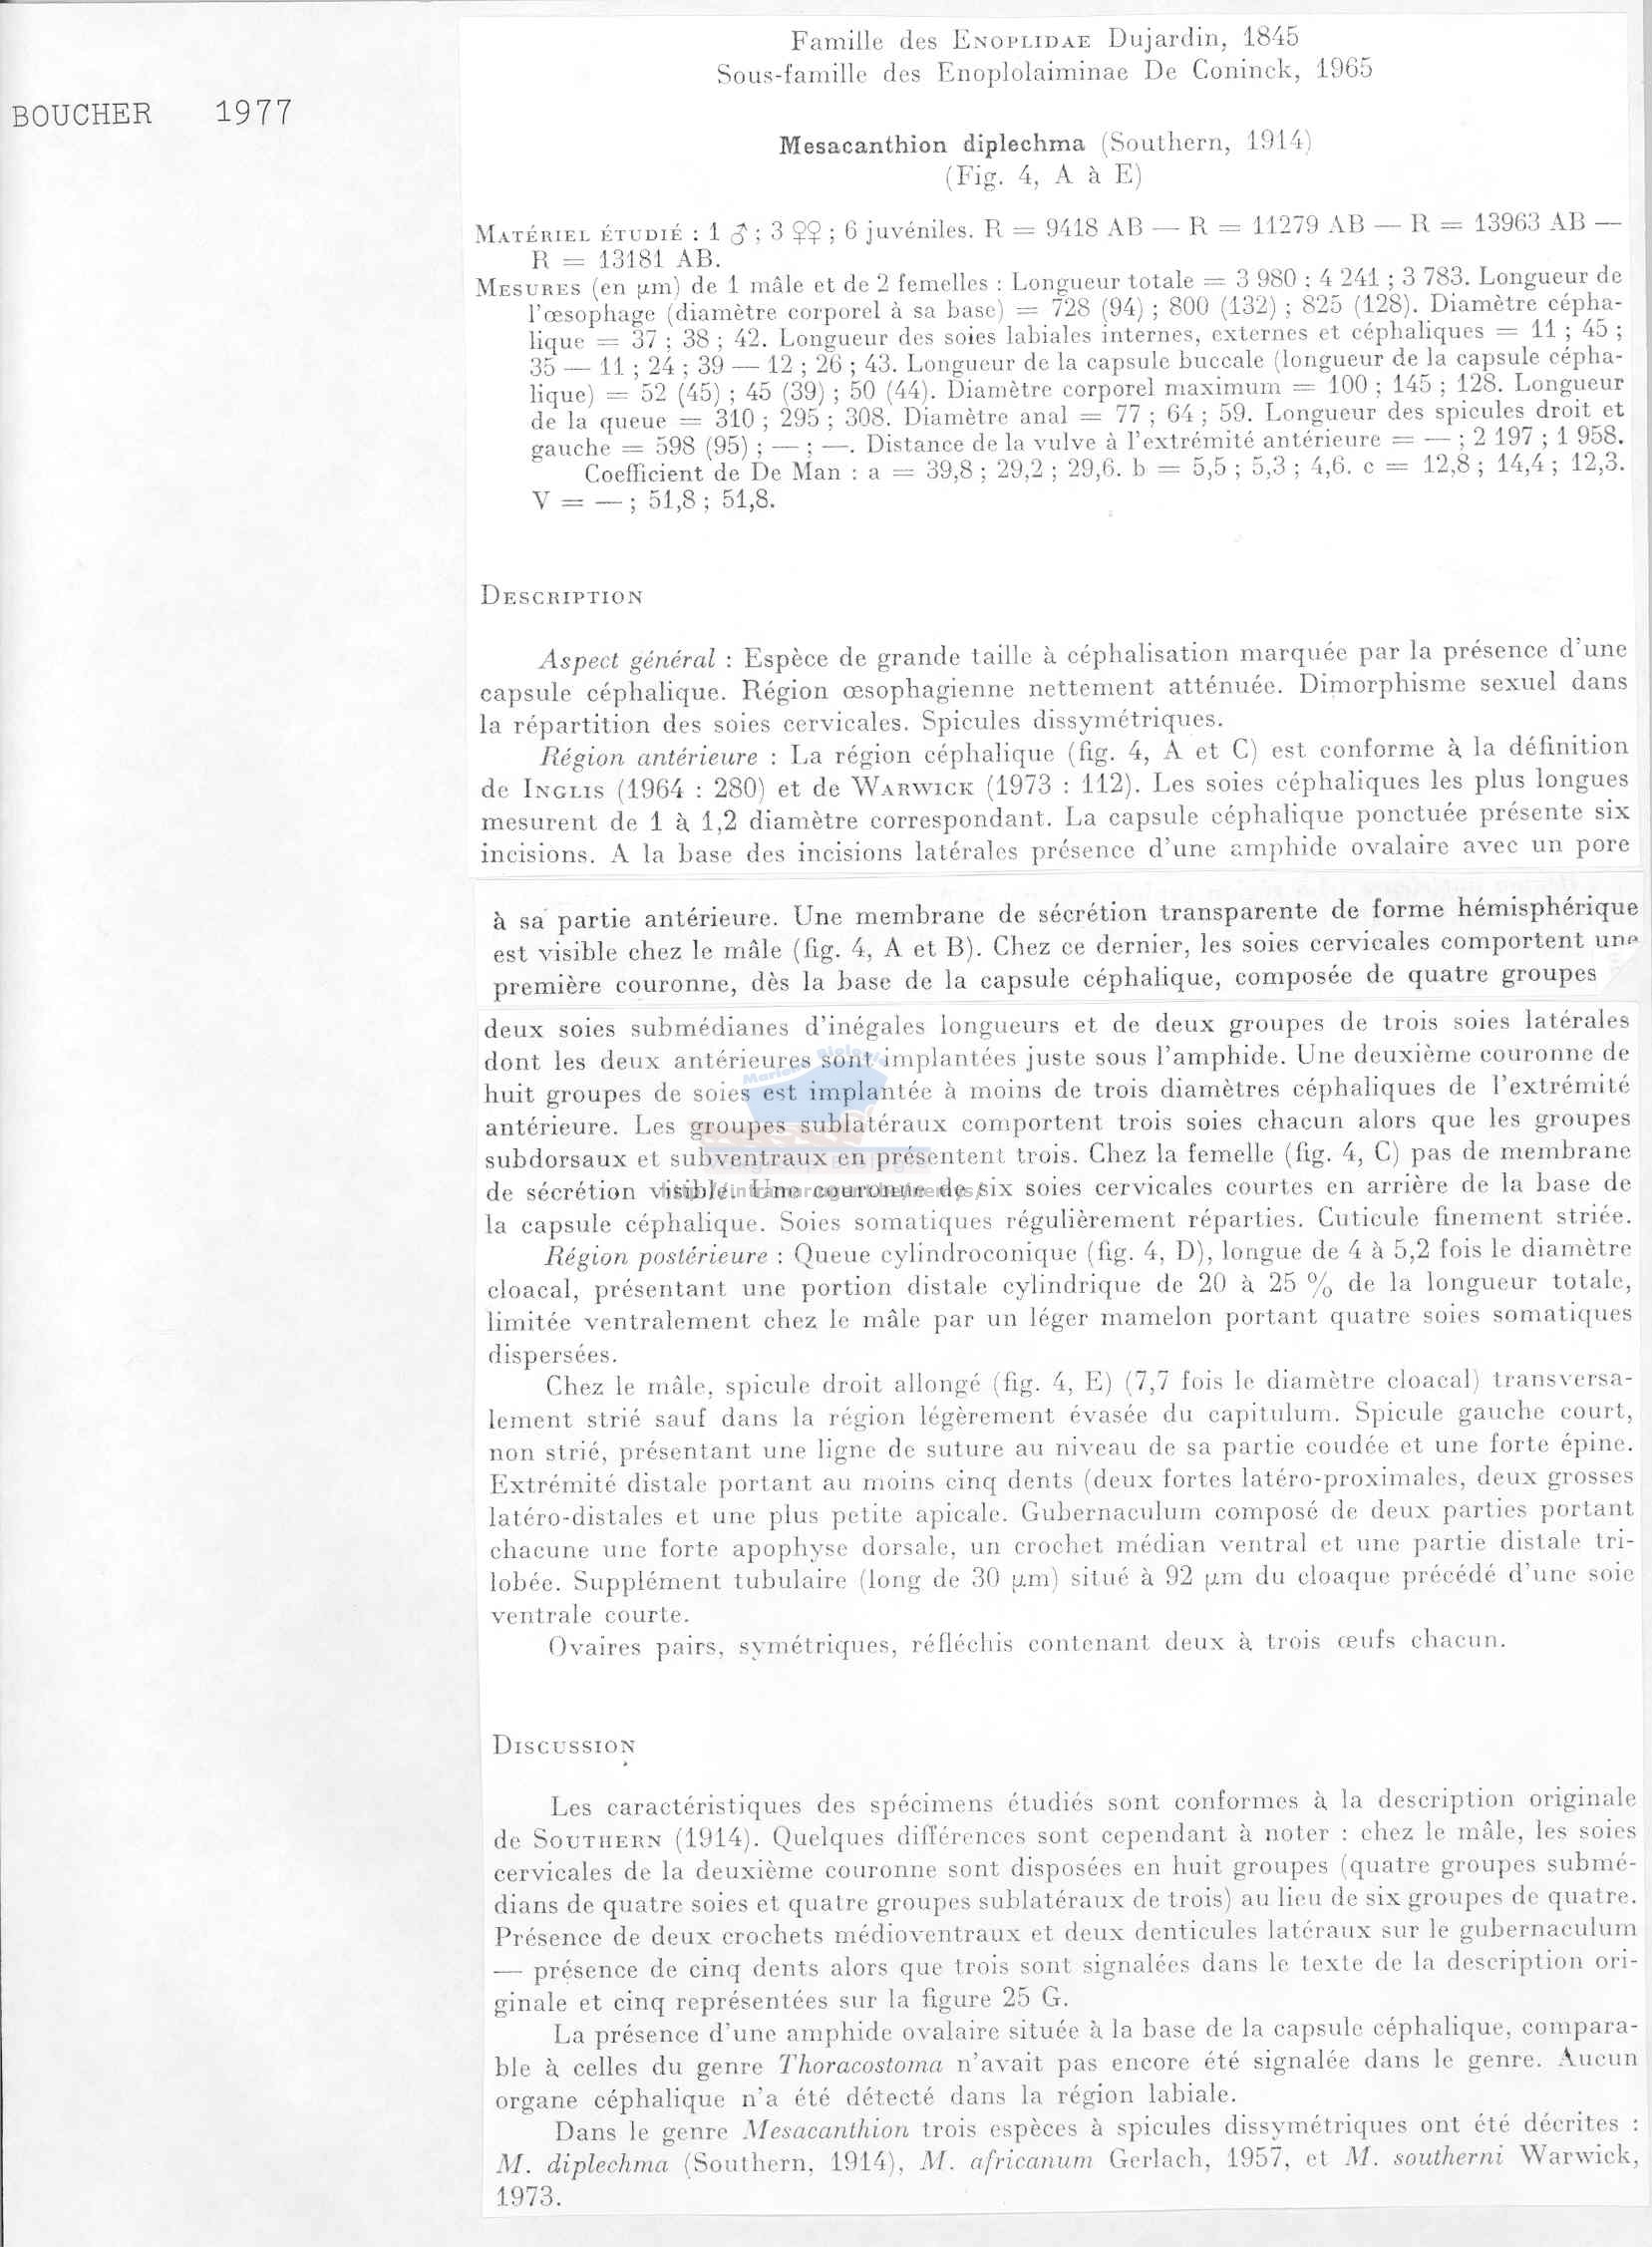 Famille des ENOPLIDAE Dujardin, 1845
Sous-famille des Enoplolaiminae De Coninck, 1965
BOUCHER 1977
Mesacanthion diplechma (Southern, 1914)
(Fig. 4, A à E)
MATÉRIEL ÉTUDIÉ : 1 ♂ ; 3 ♀♀ ; 6 juvéniles. R = 9418 AB — R = 11279 AB — R = 13963 AB —
R = 13181 AB.
MESURES (en µm) de 1 mâle et de 2 femelles : Longueur totale = 3 980 ; 4 241 ; 3 783. Longueur de
l'œsophage (diamètre corporel à sa base) = 728 (94) ; 800 (132) ; 825 (128). Diamètre cépha-
lique = 37 ; 38 ; 42. Longueur des soies labiales internes, externes et céphaliques = 11 ; 45 ;
35 — 11 ; 24 ; 39 — 12 ; 26 ; 43. Longueur de la capsule buccale (longueur de la capsule cépha-
lique) = 52 (45) ; 45 (39) ; 50 (44). Diamètre corporel maximum = 100 ; 145 ; 128. Longueur
de la queue = 310 ; 295 ; 308. Diamètre anal = 77 ; 64 ; 59. Longueur des spicules droit et
gauche = 598 (95) ; — ; —. Distance de la vulve à l'extrémité antérieure = — ; 2 197 ; 1 958.
Coefficient de De Man : a = 39,8 ; 29,2 ; 29,6. b = 5,5 ; 5,3 ; 4,6. c = 12,8 ; 14,4 ; 12,3.
V = — ; 51,8 ; 51,8.
DESCRIPTION
Aspect général : Espèce de grande taille à céphalisation marquée par la présence d'une
capsule céphalique. Région œsophagienne nettement atténuée. Dimorphisme sexuel dans
la répartition des soies cervicales. Spicules dissymétriques.
Région antérieure : La région céphalique (fig. 4, A et C) est conforme à la définition
de INGLIS (1964 : 280) et de WARWICK (1973 : 112). Les soies céphaliques les plus longues
mesurent de 1 à 1,2 diamètre correspondant. La capsule céphalique ponctuée présente six
incisions. A la base des incisions latérales présence d'une amphide ovalaire avec un pore
à sa partie antérieure. Une membrane de sécrétion transparente de forme hémisphérique
est visible chez le mâle (fig. 4, A et B). Chez ce dernier, les soies cervicales comportent une
première couronne, dès la base de la capsule céphalique, composée de quatre groupes
deux soies submédianes d'inégales longueurs et de deux groupes de trois soies latérales
dont les deux antérieures sont implantées juste sous l'amphide. Une deuxième couronne de
huit groupes de soies est implantée à moins de trois diamètres céphaliques de l'extrémité
antérieure. Les groupes sublatéraux comportent trois soies chacun alors que les groupes
subdorsaux et subventraux en présentent trois. Chez la femelle (fig. 4, C) pas de membrane
de sécrétion visible. Une couronne de six soies cervicales courtes en arrière de la base de
la capsule céphalique. Soies somatiques régulièrement réparties. Cuticule finement striée.
Région postérieure : Queue cylindroconique (fig. 4, D), longue de 4 à 5,2 fois le diamètre
cloacal, présentant une portion distale cylindrique de 20 à 25 % de la longueur totale,
limitée ventralement chez le mâle par un léger mamelon portant quatre soies somatiques
dispersées.
Chez le mâle, spicule droit allongé (fig. 4, E) (7,7 fois le diamètre cloacal) transversa-
lement strié sauf dans la région légèrement évasée du capitulum. Spicule gauche court,
non strié, présentant une ligne de suture au niveau de sa partie coudée et une forte épine.
Extrémité distale portant au moins cinq dents (deux fortes latéro-proximales, deux grosses
latéro-distales et une plus petite apicale. Gubernaculum composé de deux parties portant
chacune une forte apophyse dorsale, un crochet médian ventral et une partie distale tri-
lobée. Supplément tubulaire (long de 30 µm) situé à 92 µm du cloaque précédé d'une soie
ventrale courte.
Ovaires pairs, symétriques, réfléchis contenant deux à trois œufs chacun.
DISCUSSION
Les caractéristiques des spécimens étudiés sont conformes à la description originale
de SOUTHERN (1914). Quelques différences sont cependant à noter : chez le mâle, les soies
cervicales de la deuxième couronne sont disposées en huit groupes (quatre groupes submé-
dians de quatre soies et quatre groupes sublatéraux de trois) au lieu de six groupes de quatre.
Présence de deux crochets médioventraux et deux denticules latéraux sur le gubernaculum
— présence de cinq dents alors que trois sont signalées dans le texte de la description ori-
ginale et cinq représentées sur la figure 25 G.
La présence d'une amphide ovalaire située à la base de la capsule céphalique, compara-
ble à celles du genre Thoracostoma n'avait pas encore été signalée dans le genre. Aucun
organe céphalique n'a été détecté dans la région labiale.
Dans le genre Mesacanthion trois espèces à spicules dissymétriques ont été décrites :
M. diplechma (Southern, 1914), M. africanum Gerlach, 1957, et M. southerni Warwick,
1973.